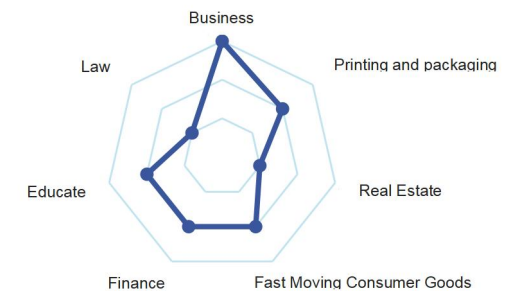 Business
Law
Printing and packaging
Educate
Real Estate
Finance
Fast Moving Consumer Goods